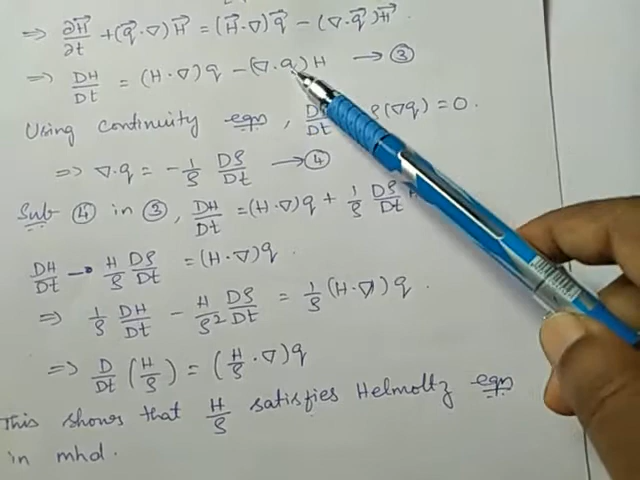 ⇒ ∂H⃗/∂t + (q⃗·∇)H⃗ = (H⃗·∇)q⃗ − (∇·q⃗)H⃗
⇒ DH/Dt = (H·∇)q − (∇·q)H → ③
Using continuity eqn, D /Dt ρ(∇q) = 0.
⇒ ∇·q = −1/ρ Dρ/Dt → ④
Sub ④ in ③, DH/Dt = (H·∇)q + 1/ρ Dρ/Dt
DH/Dt − H/ρ Dρ/Dt = (H·∇)q.
⇒ 1/ρ DH/Dt − H/ρ² Dρ/Dt = 1/ρ (H·∇)q.
⇒ D/Dt (H/ρ) = (H/ρ·∇)q
This shows that H/ρ satisfies Helmoltz eqn
in mhd.